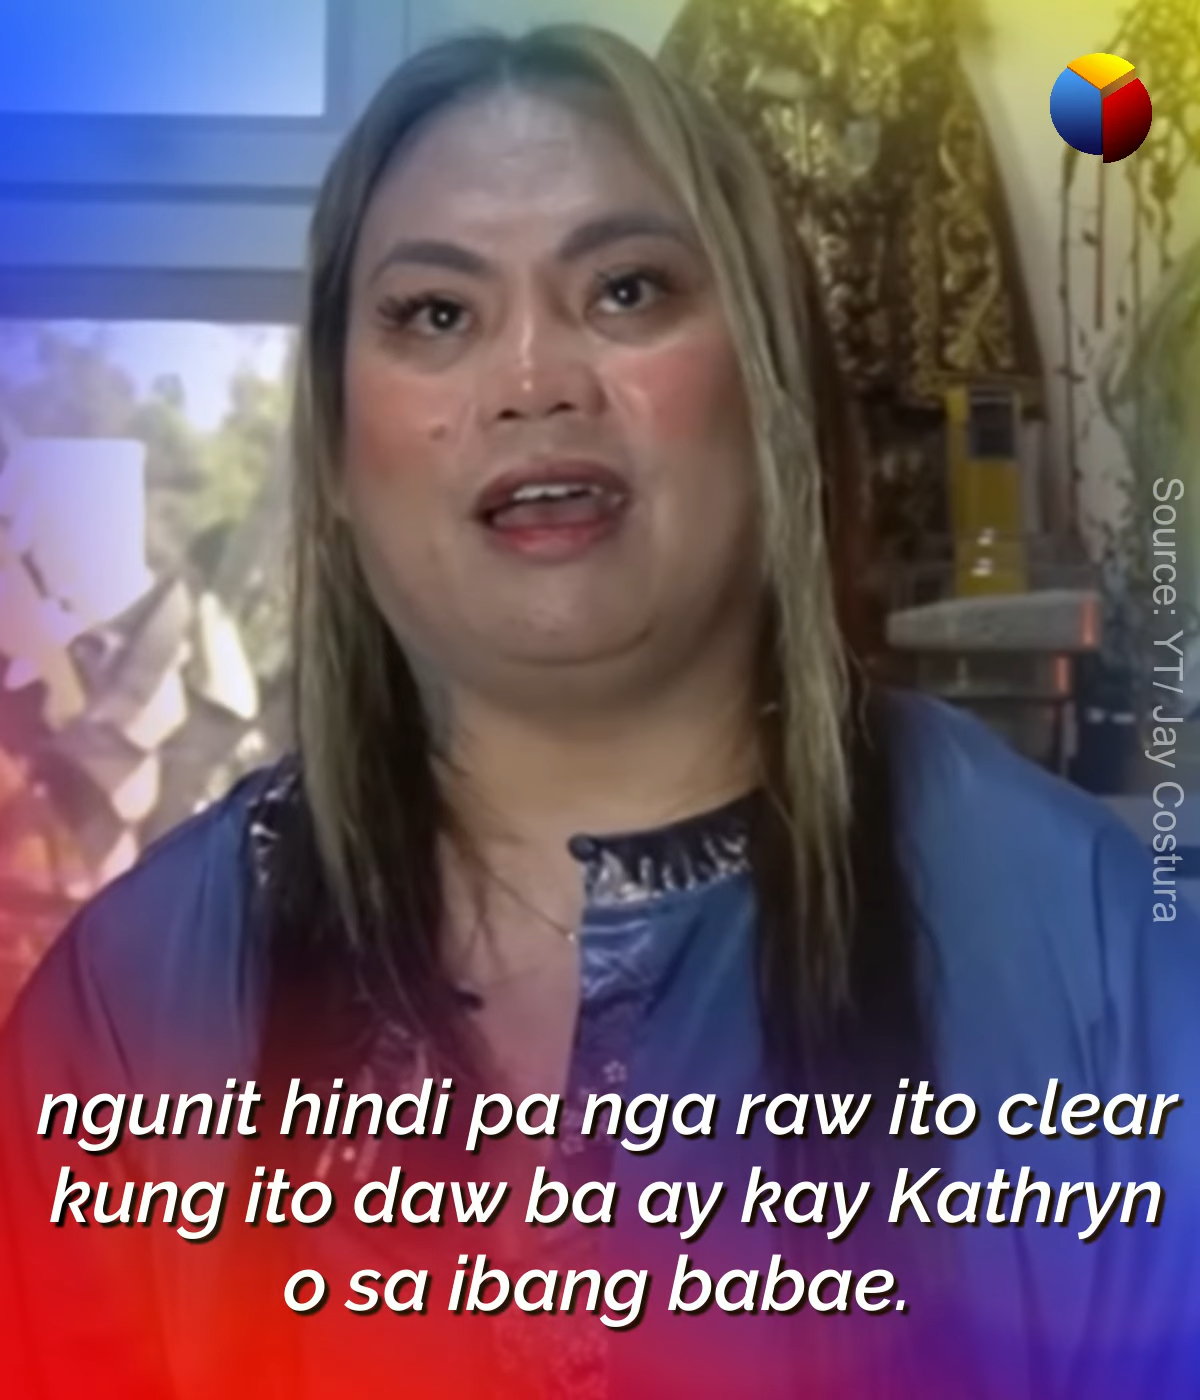 Source: YT/ Jay Costura
ngunit hindi pa nga raw ito clear
kung ito daw ba ay kay Kathryn
o sa ibang babae.